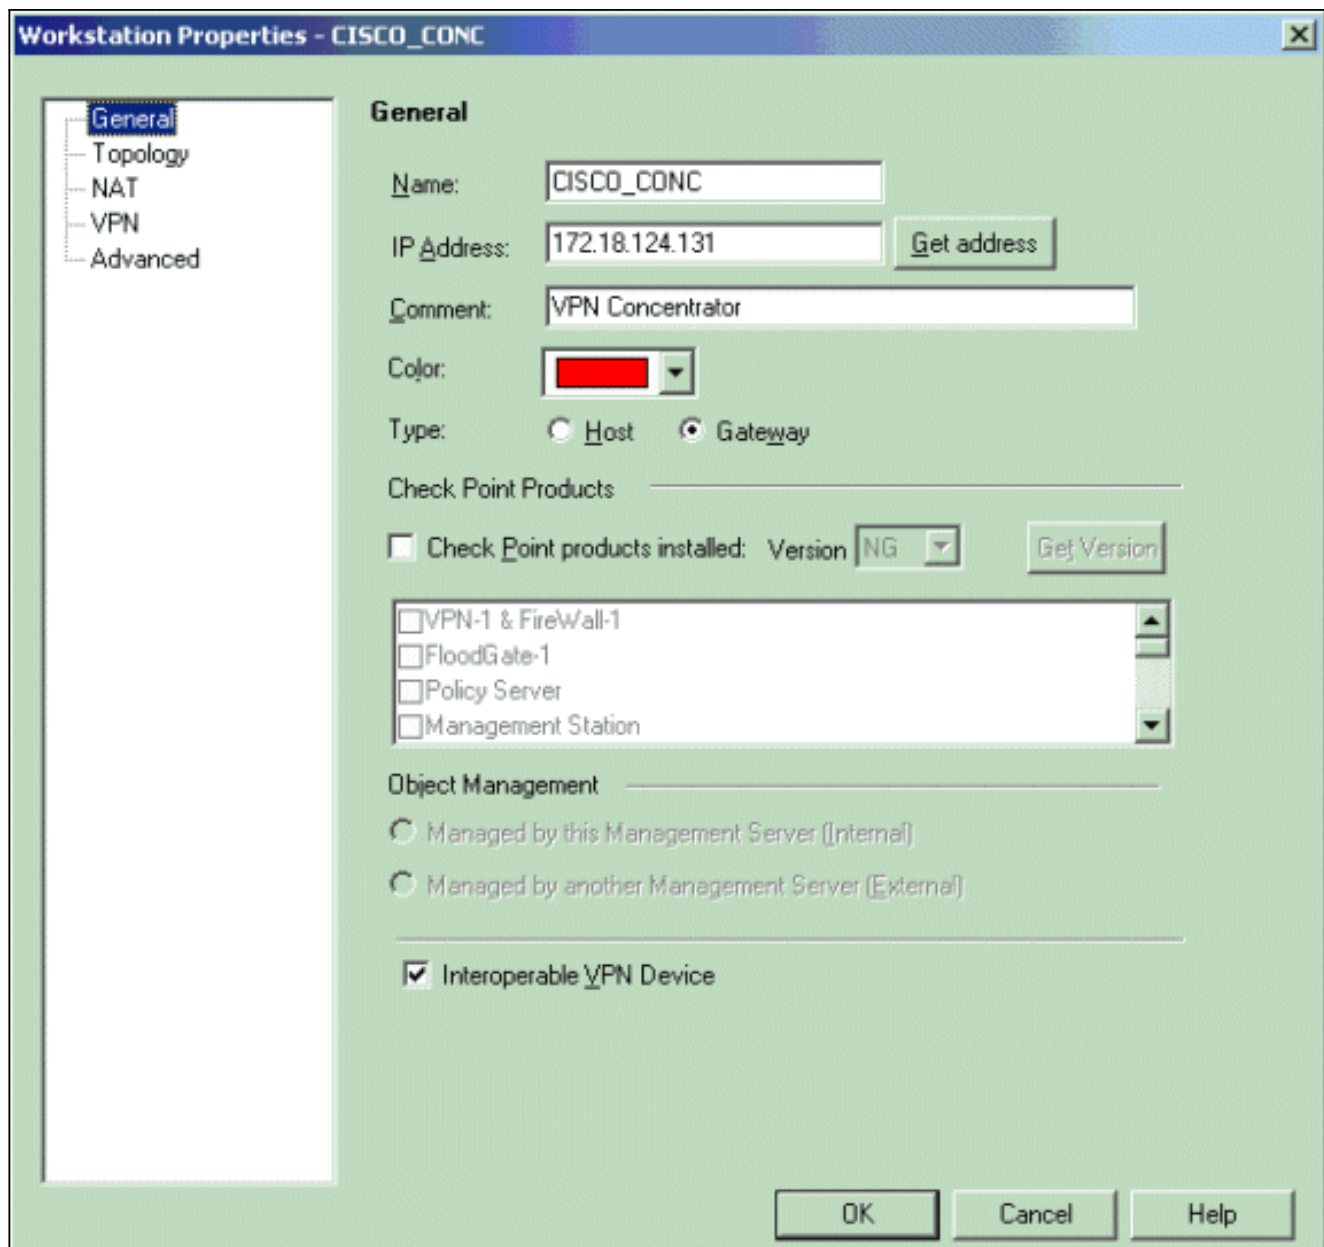 Workstation Properties - CISCO_CONC
General
Topology
NAT
VPN
Advanced
General
Name: CISCO_CONC
IP Address: 172.18.124.131 Get address
Comment: VPN Concentrator
Color:
Type: Host Gateway
Check Point Products
Check Point products installed: Version NG Get Version
VPN-1 & FireWall-1
FloodGate-1
Policy Server
Management Station
Object Management
Managed by this Management Server (Internal)
Managed by another Management Server (External)
Interoperable VPN Device
OK Cancel Help